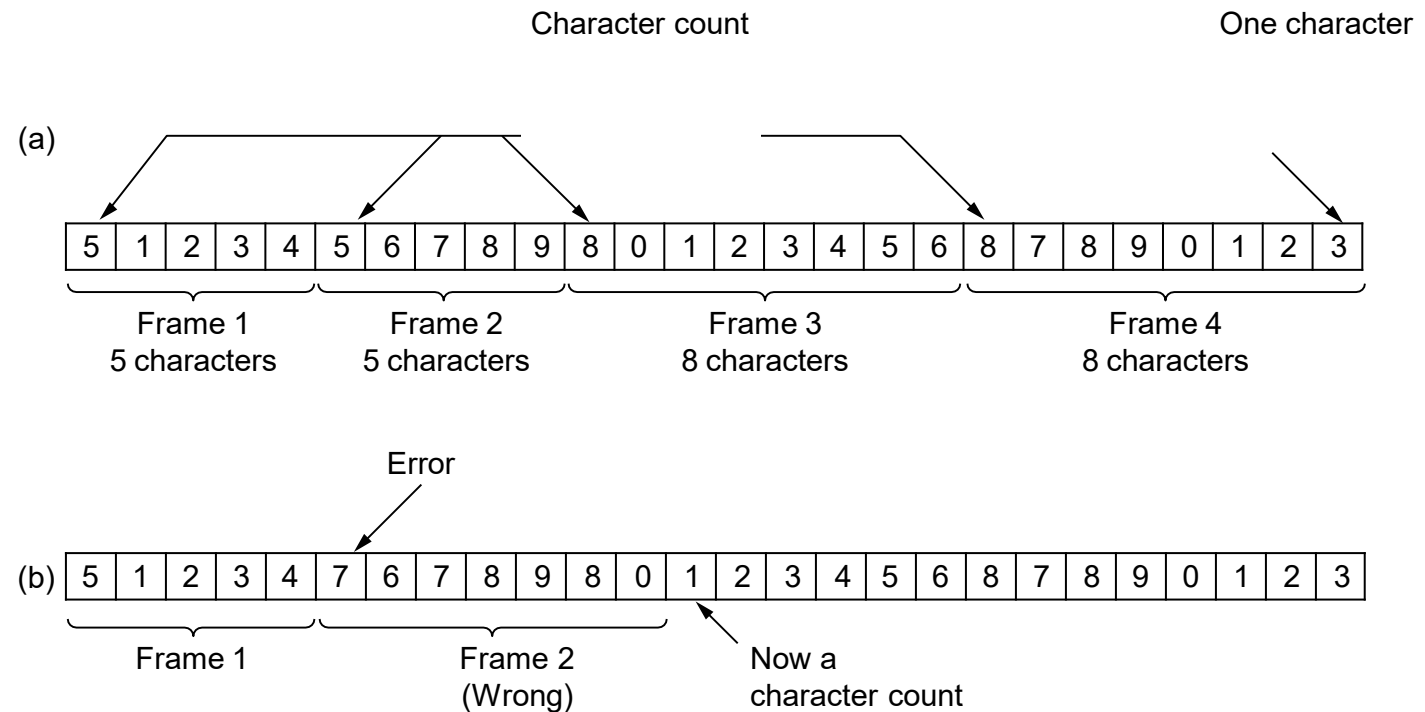 Character count One character
(a)
5 1 2 3 4 5 6 7 8 9 8 0 1 2 3 4 5 6 8 7 8 9 0 1 2 3
Frame 1 Frame 2 Frame 3 Frame 4
5 characters 5 characters 8 characters 8 characters
Error
(b) 5 1 2 3 4 7 6 7 8 9 8 0 1 2 3 4 5 6 8 7 8 9 0 1 2 3
Frame 1 Frame 2 Now a
(Wrong) character count